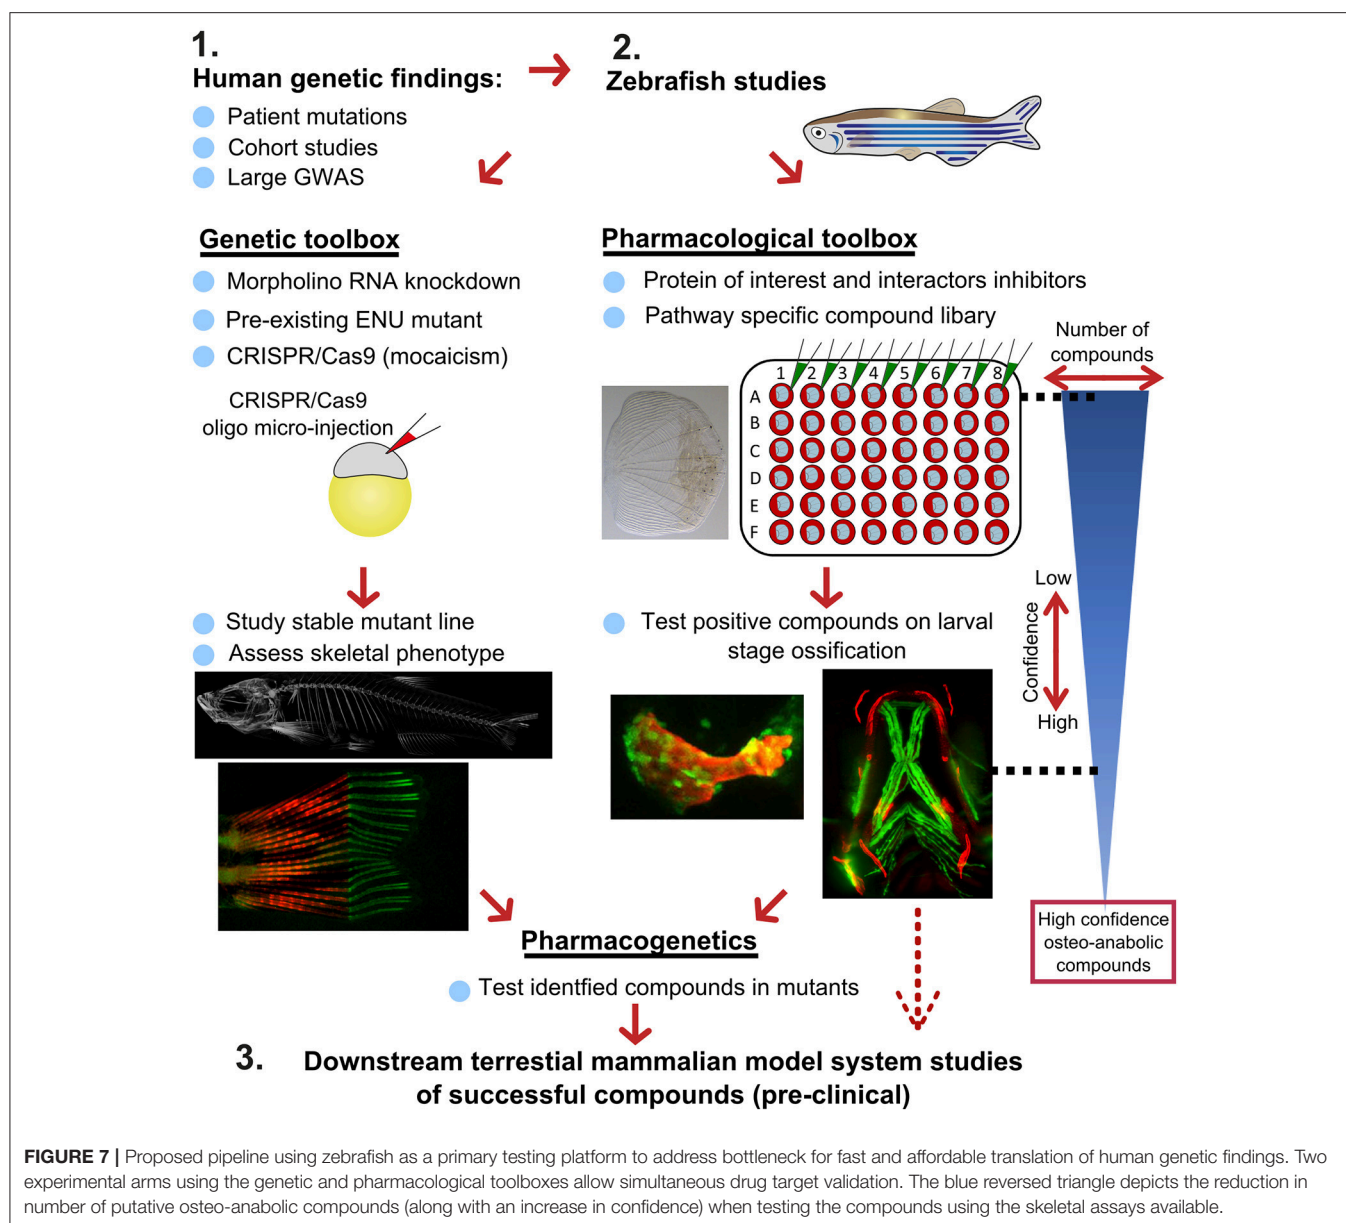 1.
Human genetic findings:
Patient mutations
Cohort studies
Large GWAS
2.
Zebrafish studies
Genetic toolbox
Morpholino RNA knockdown
Pre-existing ENU mutant
CRISPR/Cas9 (mocaicism)
CRISPR/Cas9
oligo micro-injection
Study stable mutant line
Assess skeletal phenotype
Pharmacological toolbox
Protein of interest and interactors inhibitors
Pathway specific compound libary
1 2 3 4 5 6 7 8
A
B
C
D
E
F
Number of
compounds
Test positive compounds on larval
stage ossification
Low
Confidence
High
High confidence
osteo-anabolic
compounds
Pharmacogenetics
Test identfied compounds in mutants
3. Downstream terrestial mammalian model system studies
of successful compounds (pre-clinical)
FIGURE 7 | Proposed pipeline using zebrafish as a primary testing platform to address bottleneck for fast and affordable translation of human genetic findings. Two
experimental arms using the genetic and pharmacological toolboxes allow simultaneous drug target validation. The blue reversed triangle depicts the reduction in
number of putative osteo-anabolic compounds (along with an increase in confidence) when testing the compounds using the skeletal assays available.